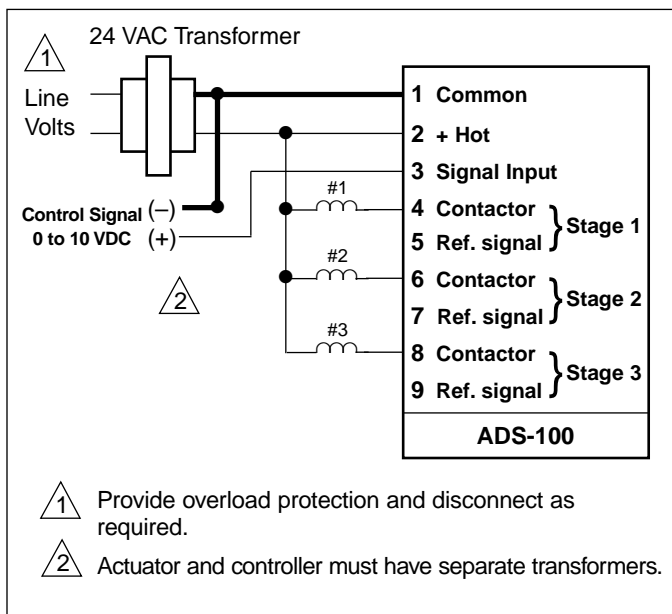 24 VAC Transformer
1
Line
Volts
Control Signal (–)
0 to 10 VDC (+)
2
#1
#2
#3
1 Common
2 + Hot
3 Signal Input
4 Contactor
5 Ref. signal
} Stage 1
6 Contactor
7 Ref. signal
} Stage 2
8 Contactor
9 Ref. signal
} Stage 3
ADS-100
1 Provide overload protection and disconnect as
required.
2 Actuator and controller must have separate transformers.